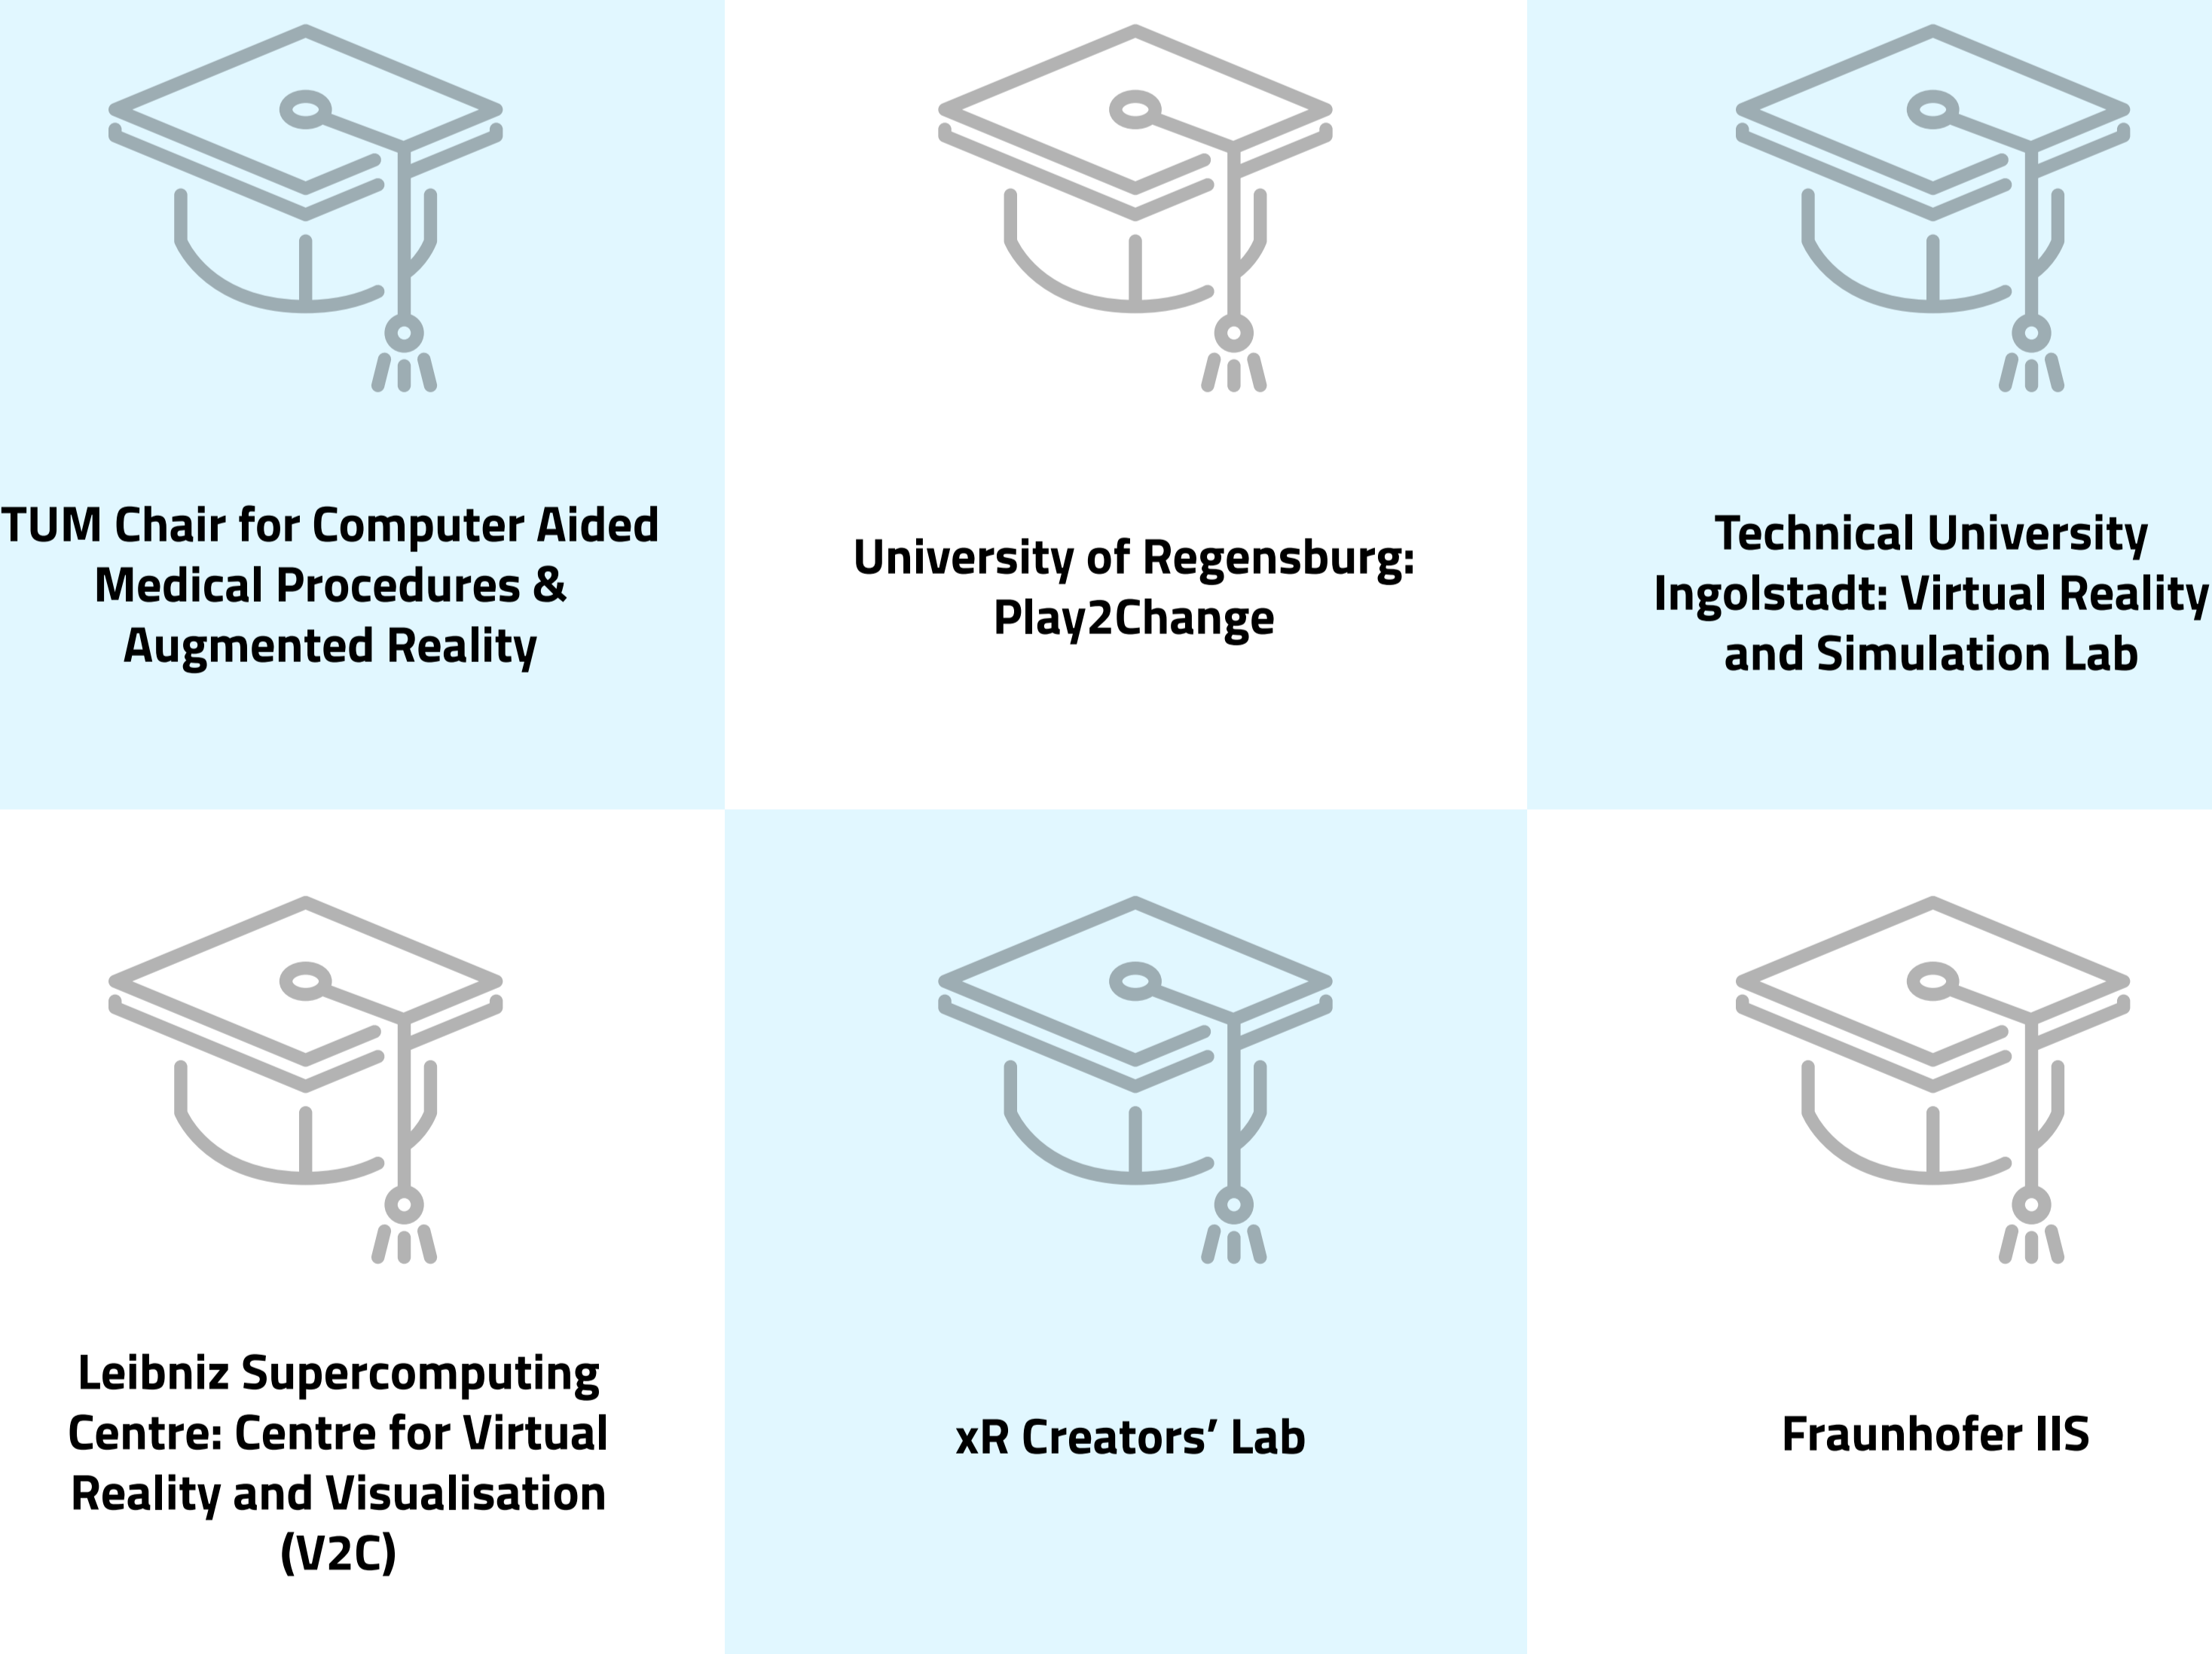 TUM Chair for Computer Aided
Medical Procedures &
Augmented Reality
University of Regensburg:
Play2Change
Technical University
Ingolstadt: Virtual Reality
and Simulation Lab
Leibniz Supercomputing
Centre: Centre for Virtual
Reality and Visualisation
(V2C)
xR Creators’ Lab
Fraunhofer IIS